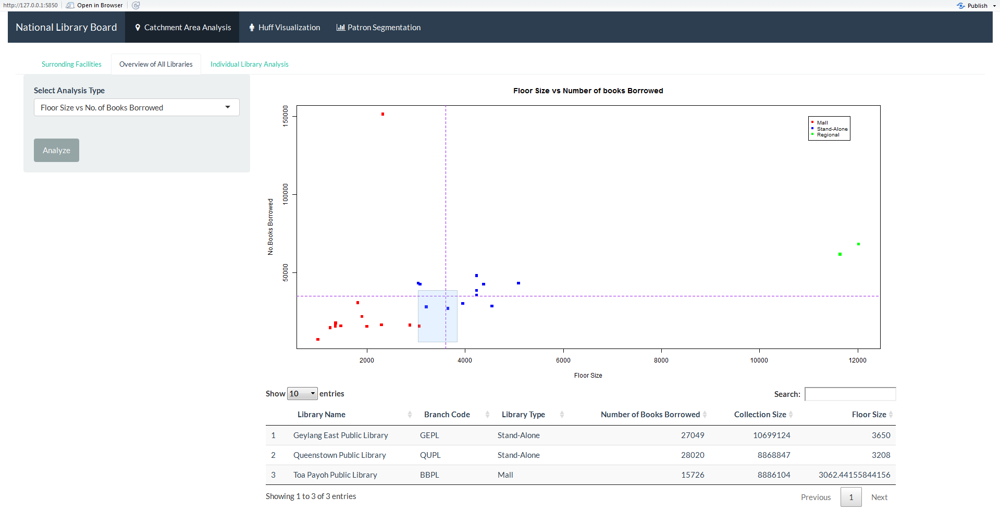 http://127.0.0.1:5850 Open in Browser Publish
National Library Board Catchment Area Analysis Huff Visualization Patron Segmentation
Surronding Facilities Overview of All Libraries Individual Library Analysis
Select Analysis Type
Floor Size vs No. of Books Borrowed
Analyze
Floor Size vs Number of books Borrowed
150000
100000
50000
No.Books Borrowed
Mall
Stand-Alone
Regional
2000 4000 6000 8000 10000 12000
Floor Size
Show 10 entries Search:
Library Name Branch Code Library Type Number of Books Borrowed Collection Size Floor Size
1 Geylang East Public Library GEPL Stand-Alone 27049 10699124 3650
2 Queenstown Public Library QUPL Stand-Alone 28020 8868847 3208
3 Toa Payoh Public Library BBPL Mall 15726 8886104 3062.44155844156
Showing 1 to 3 of 3 entries Previous 1 Next